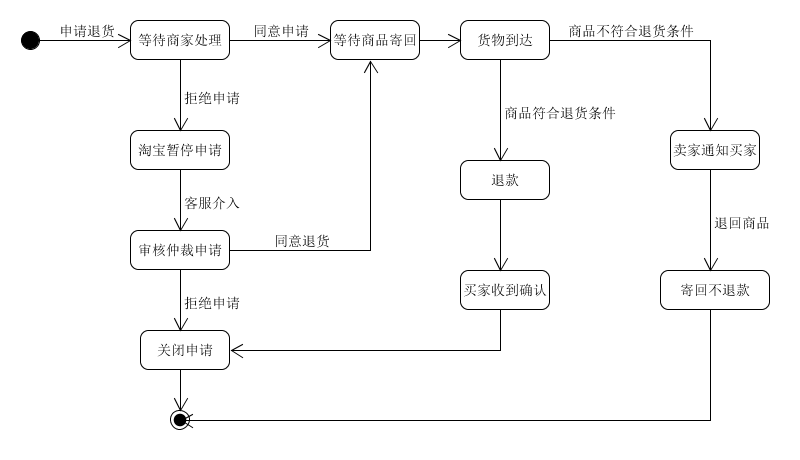 申请退货
等待商家处理
同意申请
等待商品寄回
货物到达
商品不符合退货条件
拒绝申请
商品符合退货条件
淘宝暂停申请
卖家通知买家
退款
客服介入
退回商品
审核仲裁申请
同意退货
买家收到确认
寄回不退款
拒绝申请
关闭申请